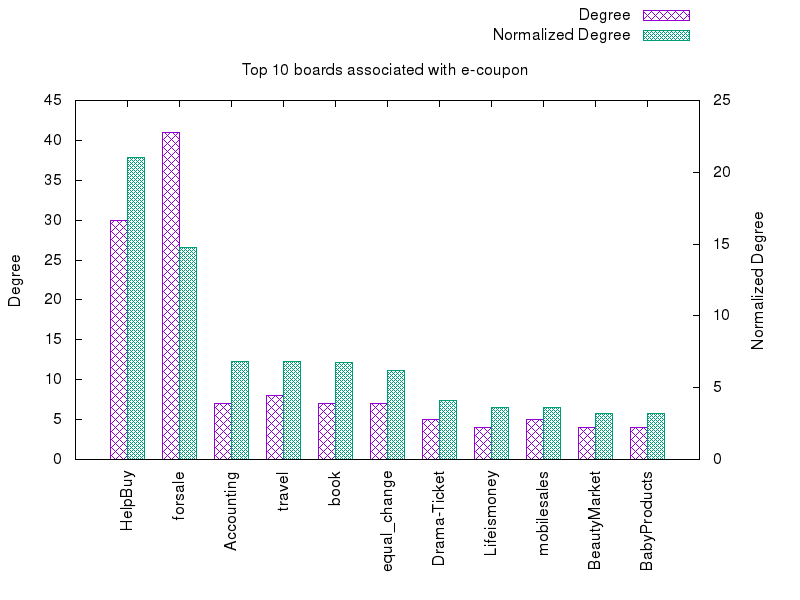 Degree
Normalized Degree
Top 10 boards associated with e-coupon
45
40
35
30
25
20
15
10
5
0
Degree
25
20
15
10
5
0
Normalized Degree
HelpBuy
forsale
Accounting
travel
book
equal_change
Drama-Ticket
Lifeismoney
mobilesales
BeautyMarket
BabyProducts